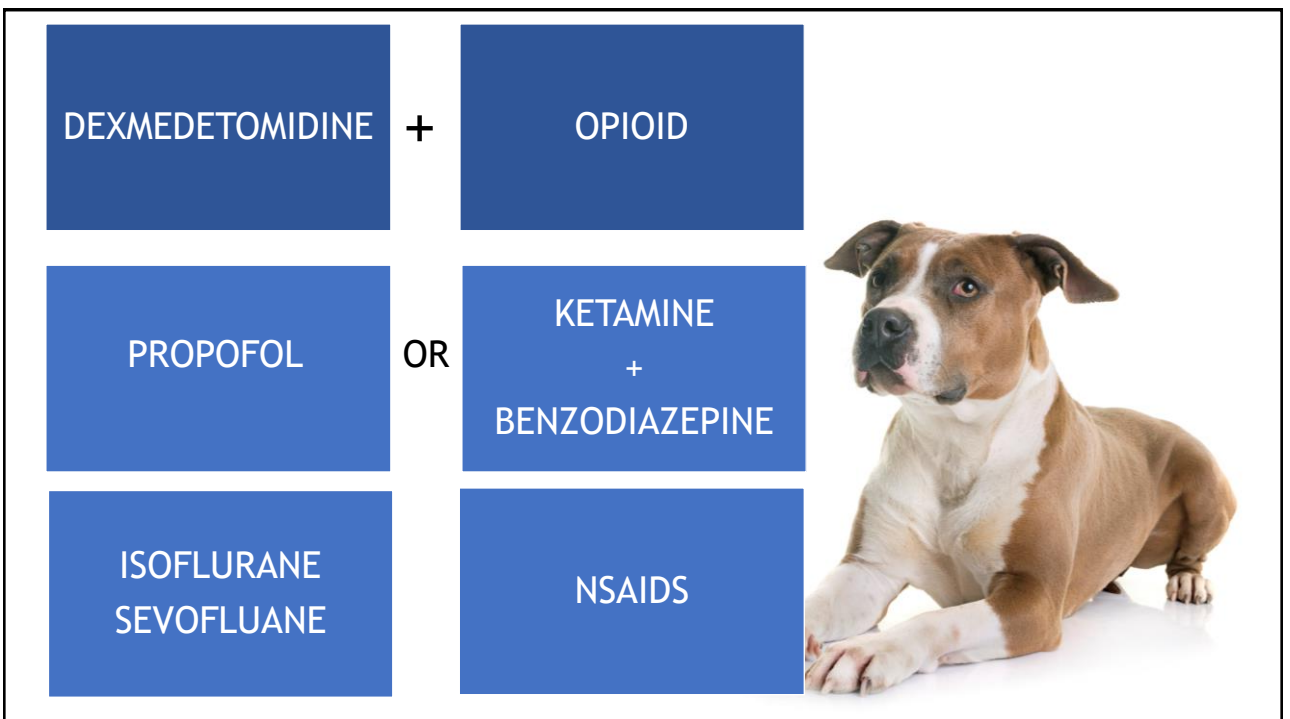 DEXMEDETOMIDINE + OPIOID
PROPOFOL OR KETAMINE
+
BENZODIAZEPINE
ISOFLURANE
SEVOFLUANE
NSAIDS